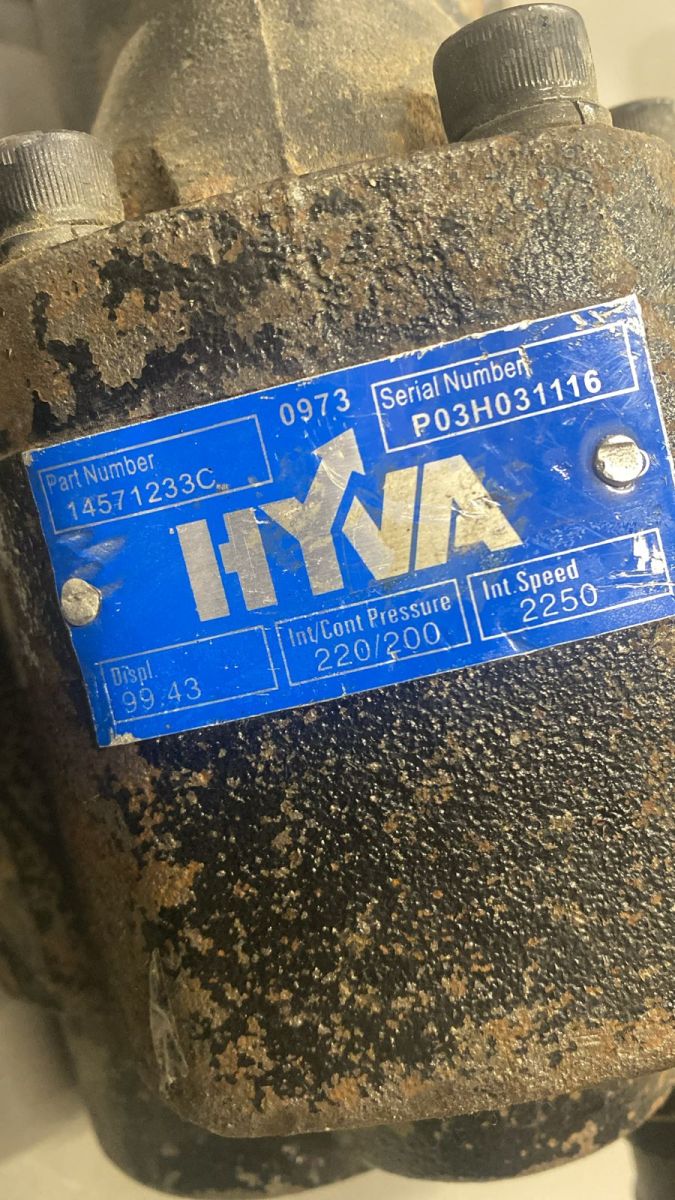 0973
Part Number
14571233C
Serial Number
P03H031116
HYVA
Displ.
99.43
Int/Cont Pressure
220/200
Int. Speed
2250